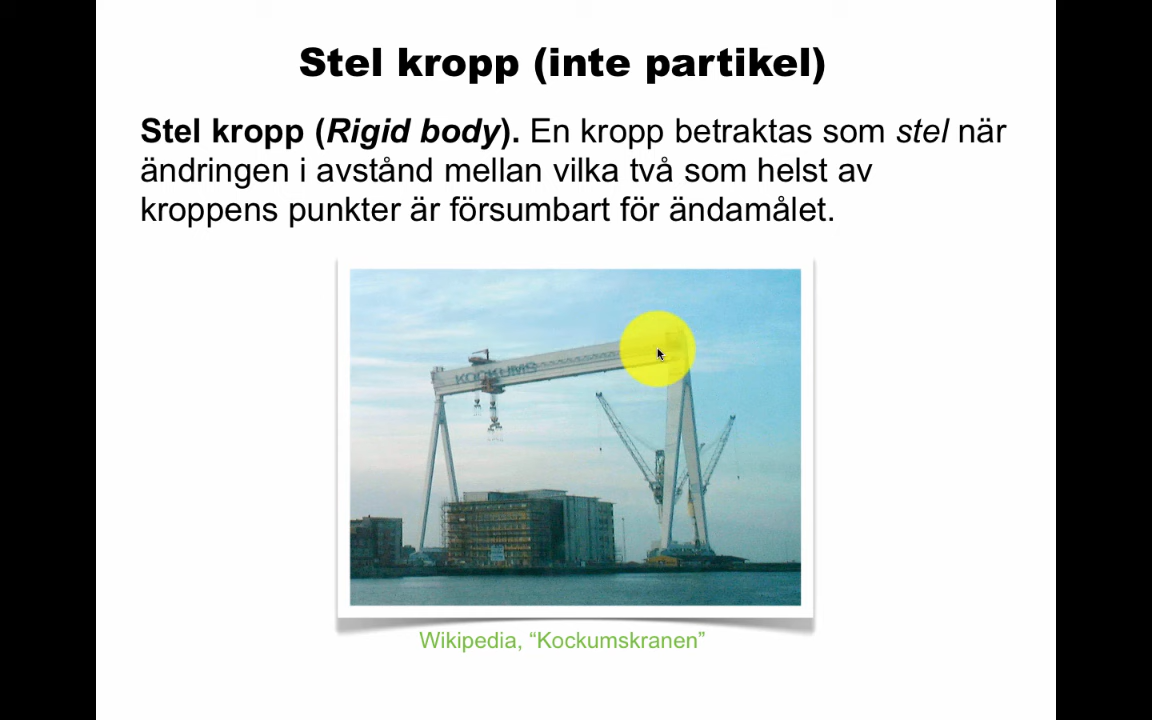 Stel kropp (inte partikel)
Stel kropp (Rigid body). En kropp betraktas som stel när
ändringen i avstånd mellan vilka två som helst av
kroppens punkter är försumbart för ändamålet.
KOCKUMS
Wikipedia, “Kockumskranen”